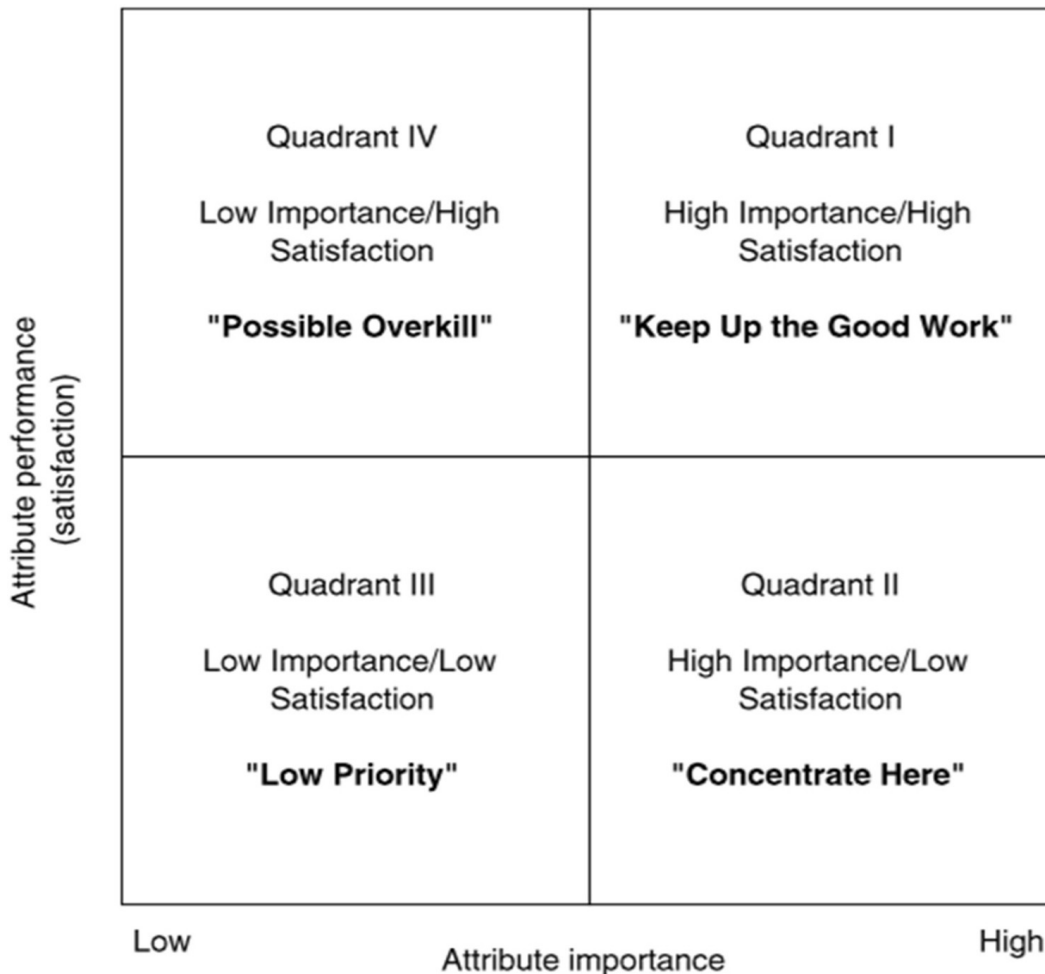 Quadrant IV
Low Importance/High
Satisfaction
"Possible Overkill"
Quadrant I
High Importance/High
Satisfaction
"Keep Up the Good Work"
Attribute performance
(satisfaction)
Quadrant III
Low Importance/Low
Satisfaction
"Low Priority"
Quadrant II
High Importance/Low
Satisfaction
"Concentrate Here"
Low
Attribute importance
High